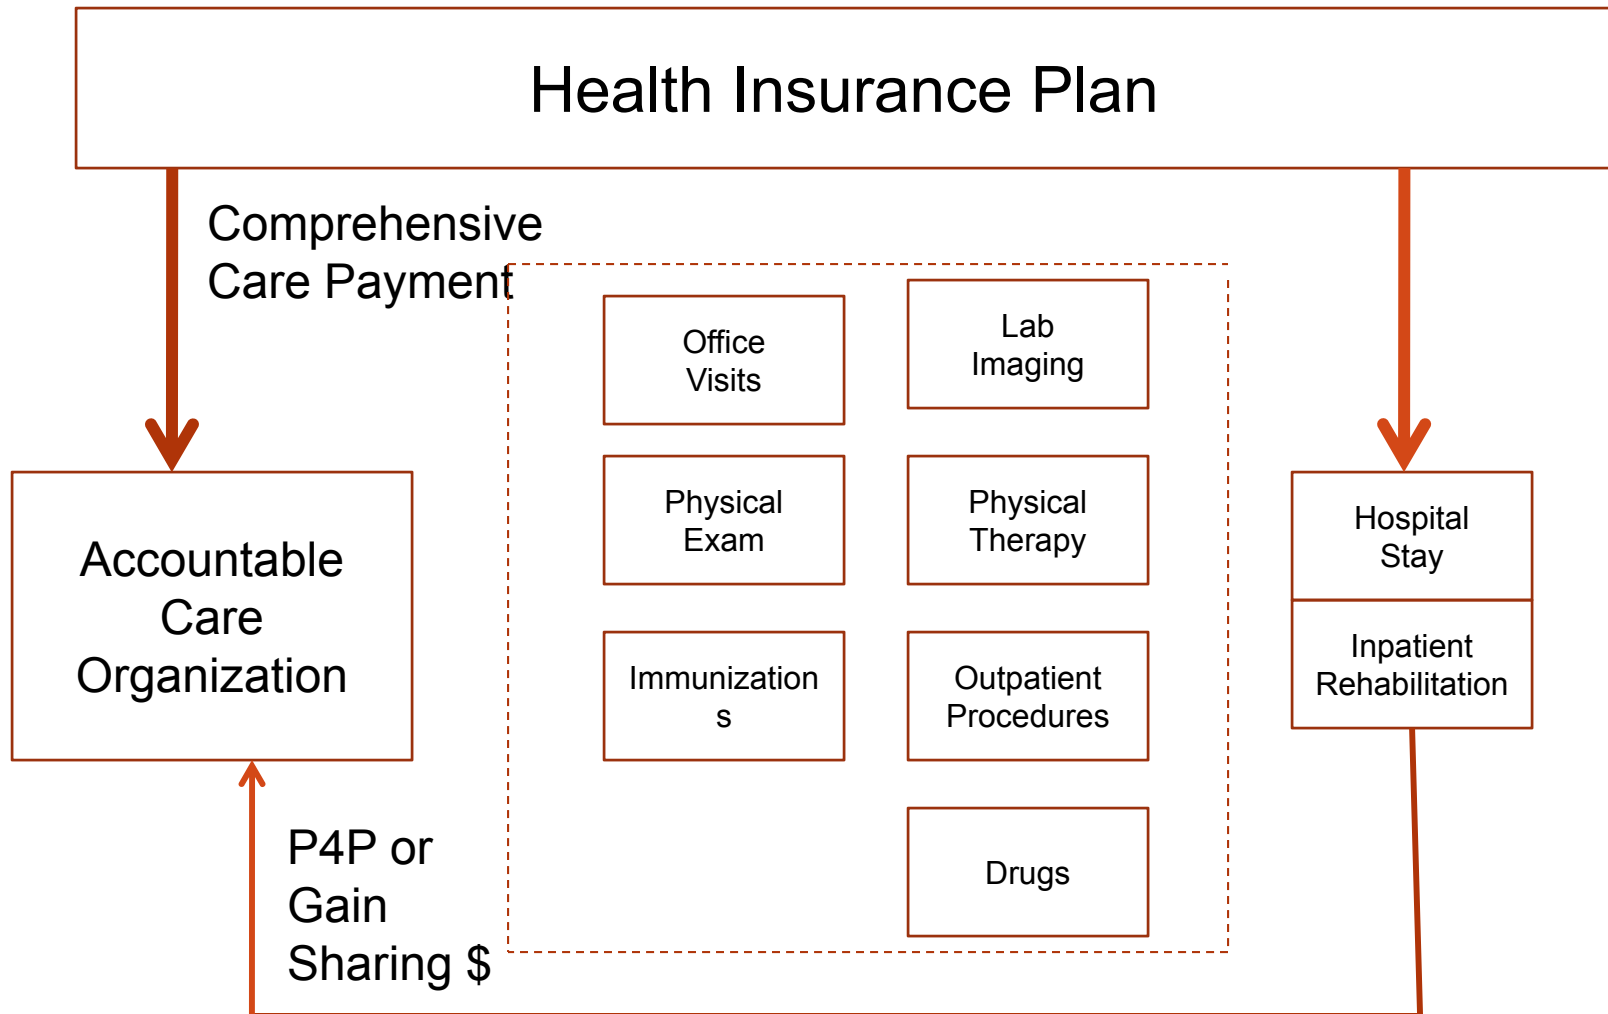 Health Insurance Plan
Comprehensive
Care Payment
Office
Visits
Lab
Imaging
Physical
Exam
Physical
Therapy
Accountable
Care
Organization
Hospital
Stay
Immunization
s
Outpatient
Procedures
Inpatient
Rehabilitation
P4P or
Gain
Sharing $
Drugs